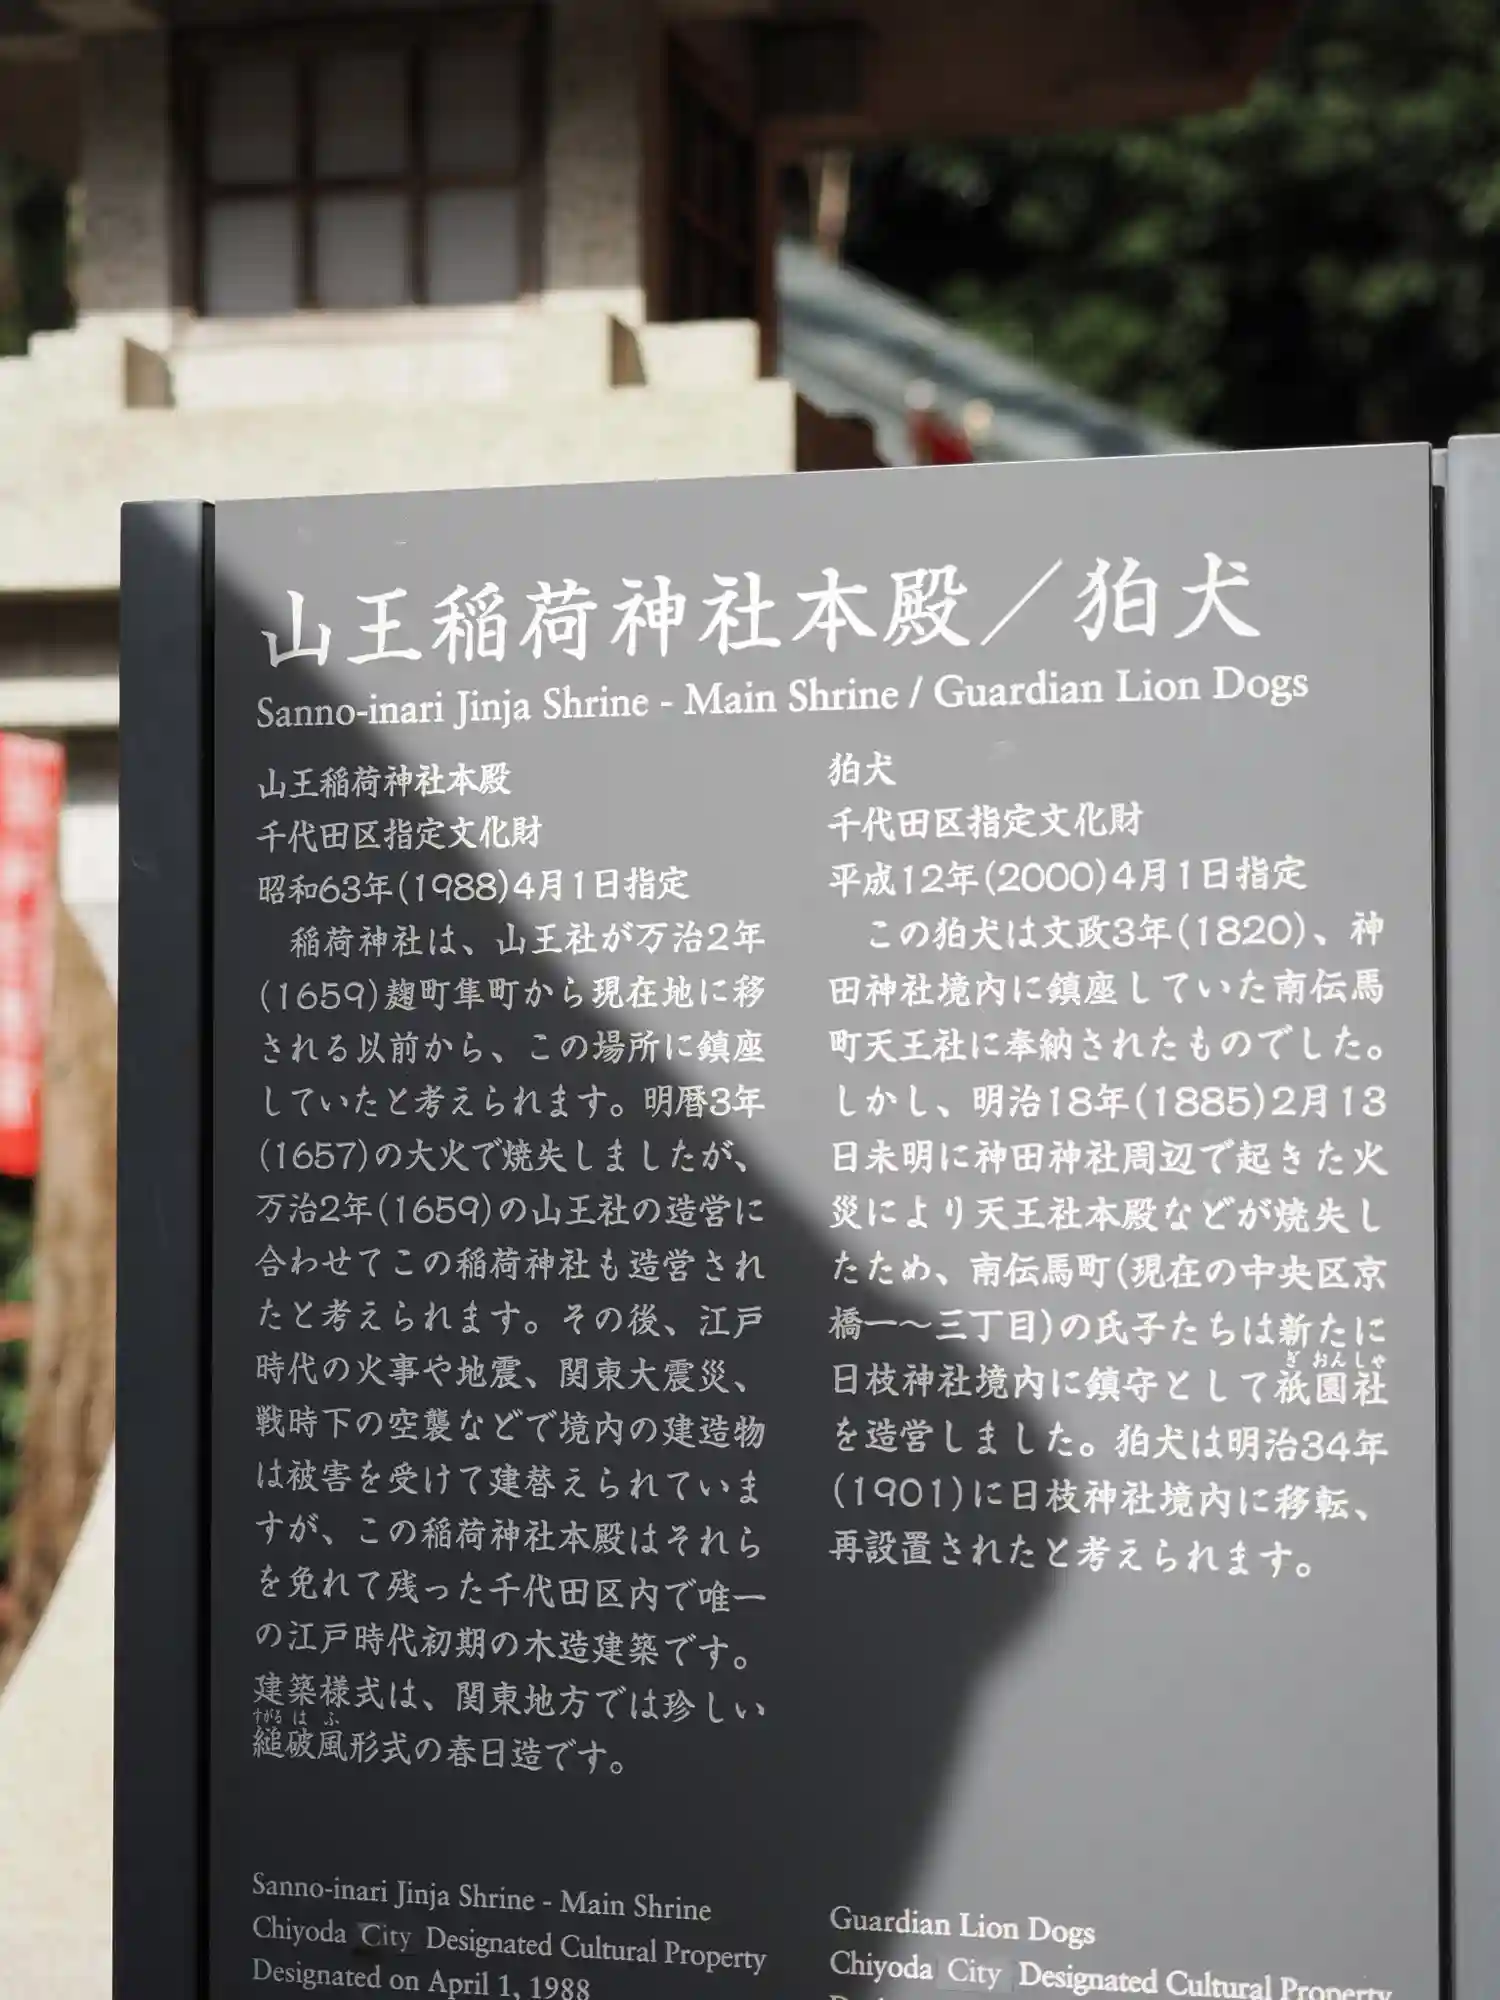 山王稲荷神社本殿／狛犬
Sanno-inari Jinja Shrine - Main Shrine / Guardian Lion Dogs
山王稲荷神社本殿
千代田区指定文化財
昭和63年(1988)4月1日指定
稲荷神社は、山王社が万治2年
(1659)麹町隼町から現在地に移
される以前から、この場所に鎮座
していたと考えられます。明暦3年
(1657)の大火で焼失しましたが、
万治2年(1659)の山王社の造営に
合わせてこの稲荷神社も造営され
たと考えられます。その後、江戸
時代の火事や地震、関東大震災、
戦時下の空襲などで境内の建造物
は被害を受けて建替えられていま
すが、この稲荷神社本殿はそれら
を免れて残った千代田区内で唯一
の江戸時代初期の木造建築です。
建築様式は、関東地方では珍しい
すがる は ふ
縋破風形式の春日造です。
狛犬
千代田区指定文化財
平成12年(2000)4月1日指定
この狛犬は文政3年(1820)、神
田神社境内に鎮座していた南伝馬
町天王社に奉納されたものでした。
しかし、明治18年(1885)2月13
日未明に神田神社周辺で起きた火
災により天王社本殿などが焼失し
たため、南伝馬町(現在の中央区京
橋一〜三丁目)の氏子たちは新たに
ぎ おん しゃ
日枝神社境内に鎮守として祇園社
を造営しました。狛犬は明治34年
(1901)に日枝神社境内に移転、
再設置されたと考えられます。
Sanno-inari Jinja Shrine - Main Shrine
Chiyoda City Designated Cultural Property
Designated on April 1, 1988
Guardian Lion Dogs
Chiyoda City Designated Cultural Property